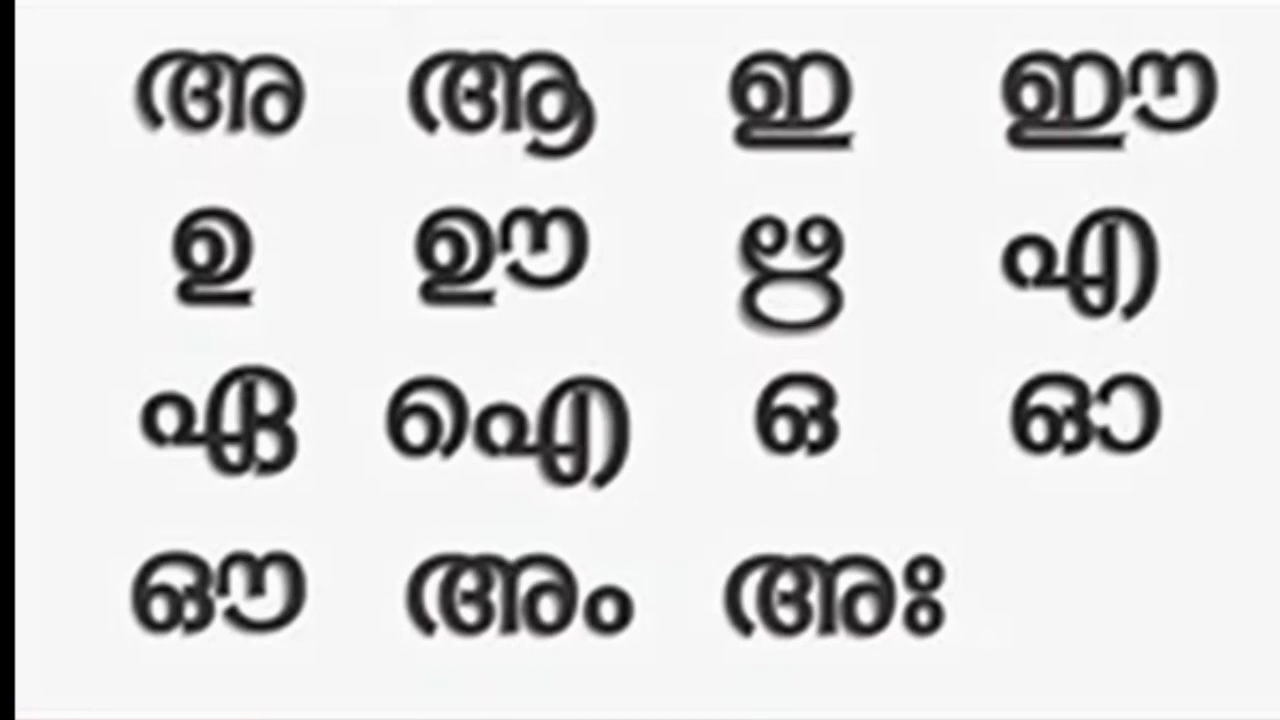 അ ആ ഇ ഈ
ഉ ഊ ഋ എ
ഏ ഐ ഒ ഓ
ഔ അം അഃ